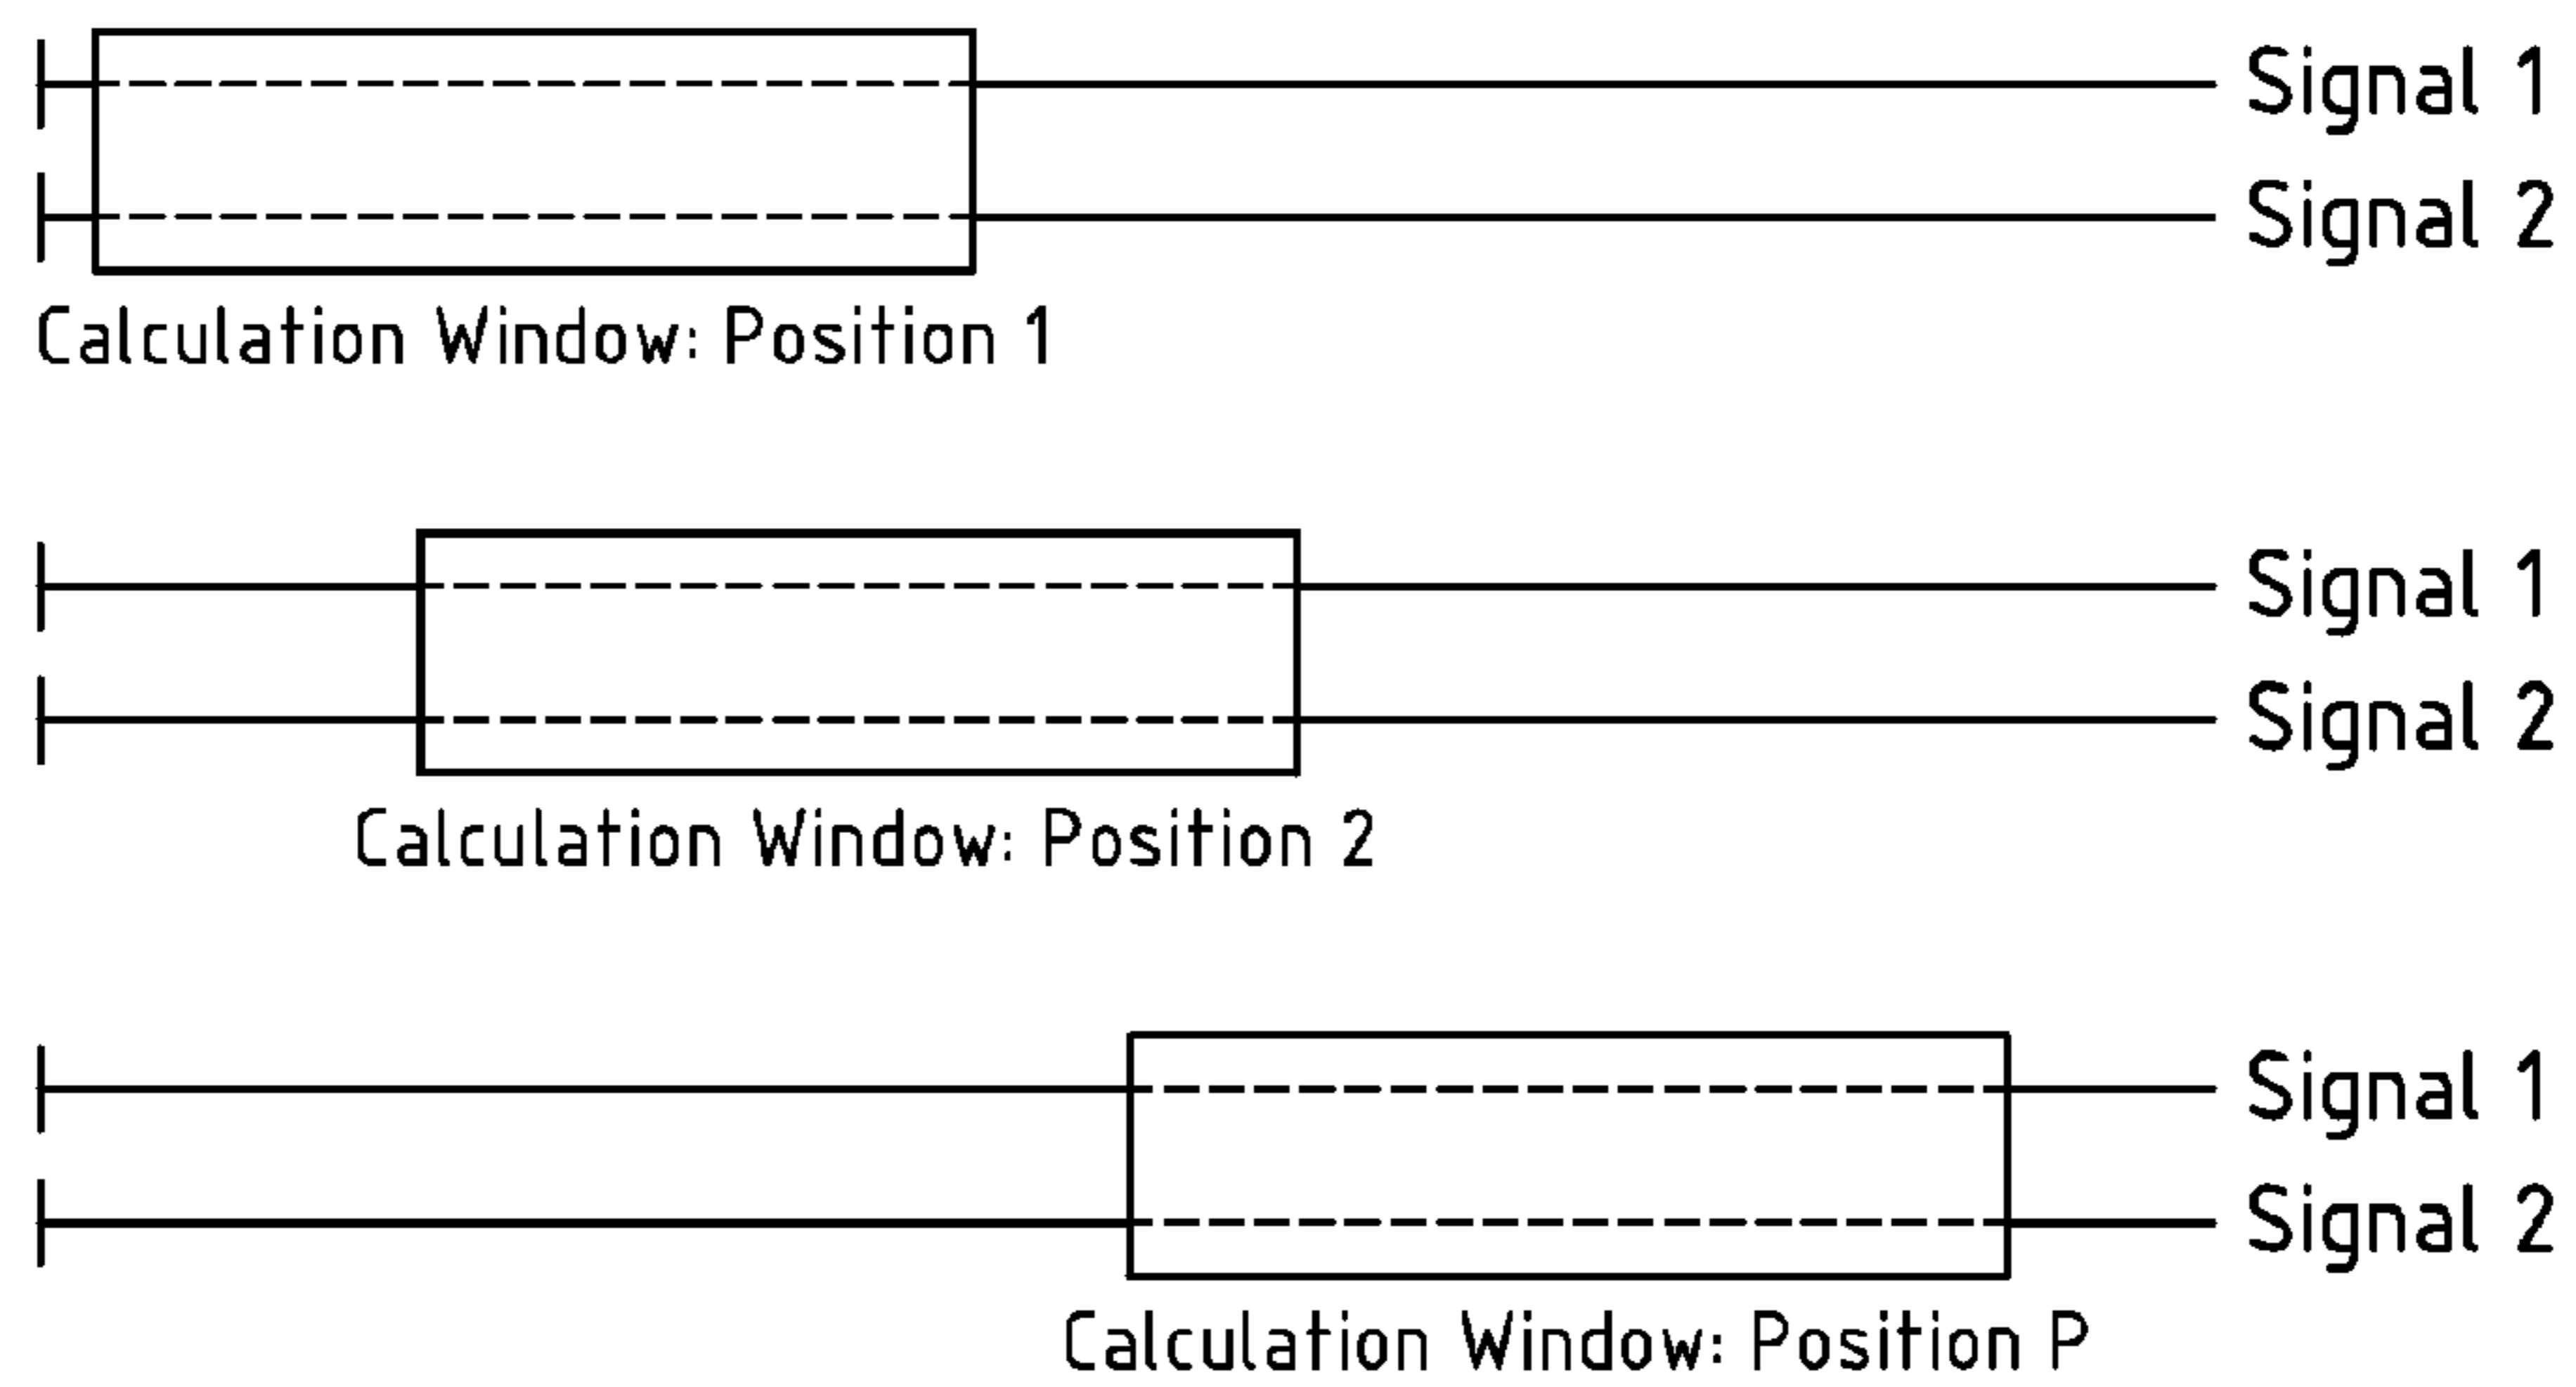 Signal 1
Signal 2
Calculation Window: Position 1
Signal 1
Signal 2
Calculation Window: Position 2
Signal 1
Signal 2
Calculation Window: Position P